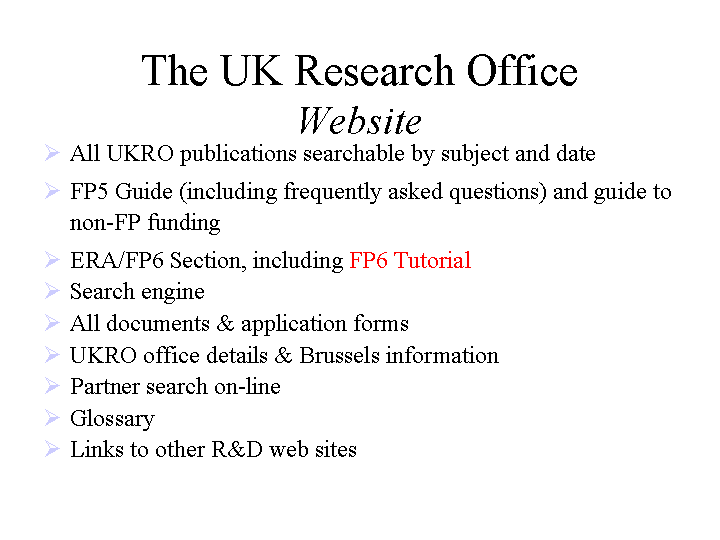 The UK Research Office
Website
All UKRO publications searchable by subject and date
FP5 Guide (including frequently asked questions) and guide to
non-FP funding
ERA/FP6 Section, including FP6 Tutorial
Search engine
All documents & application forms
UKRO office details & Brussels information
Partner search on-line
Glossary
Links to other R&D web sites